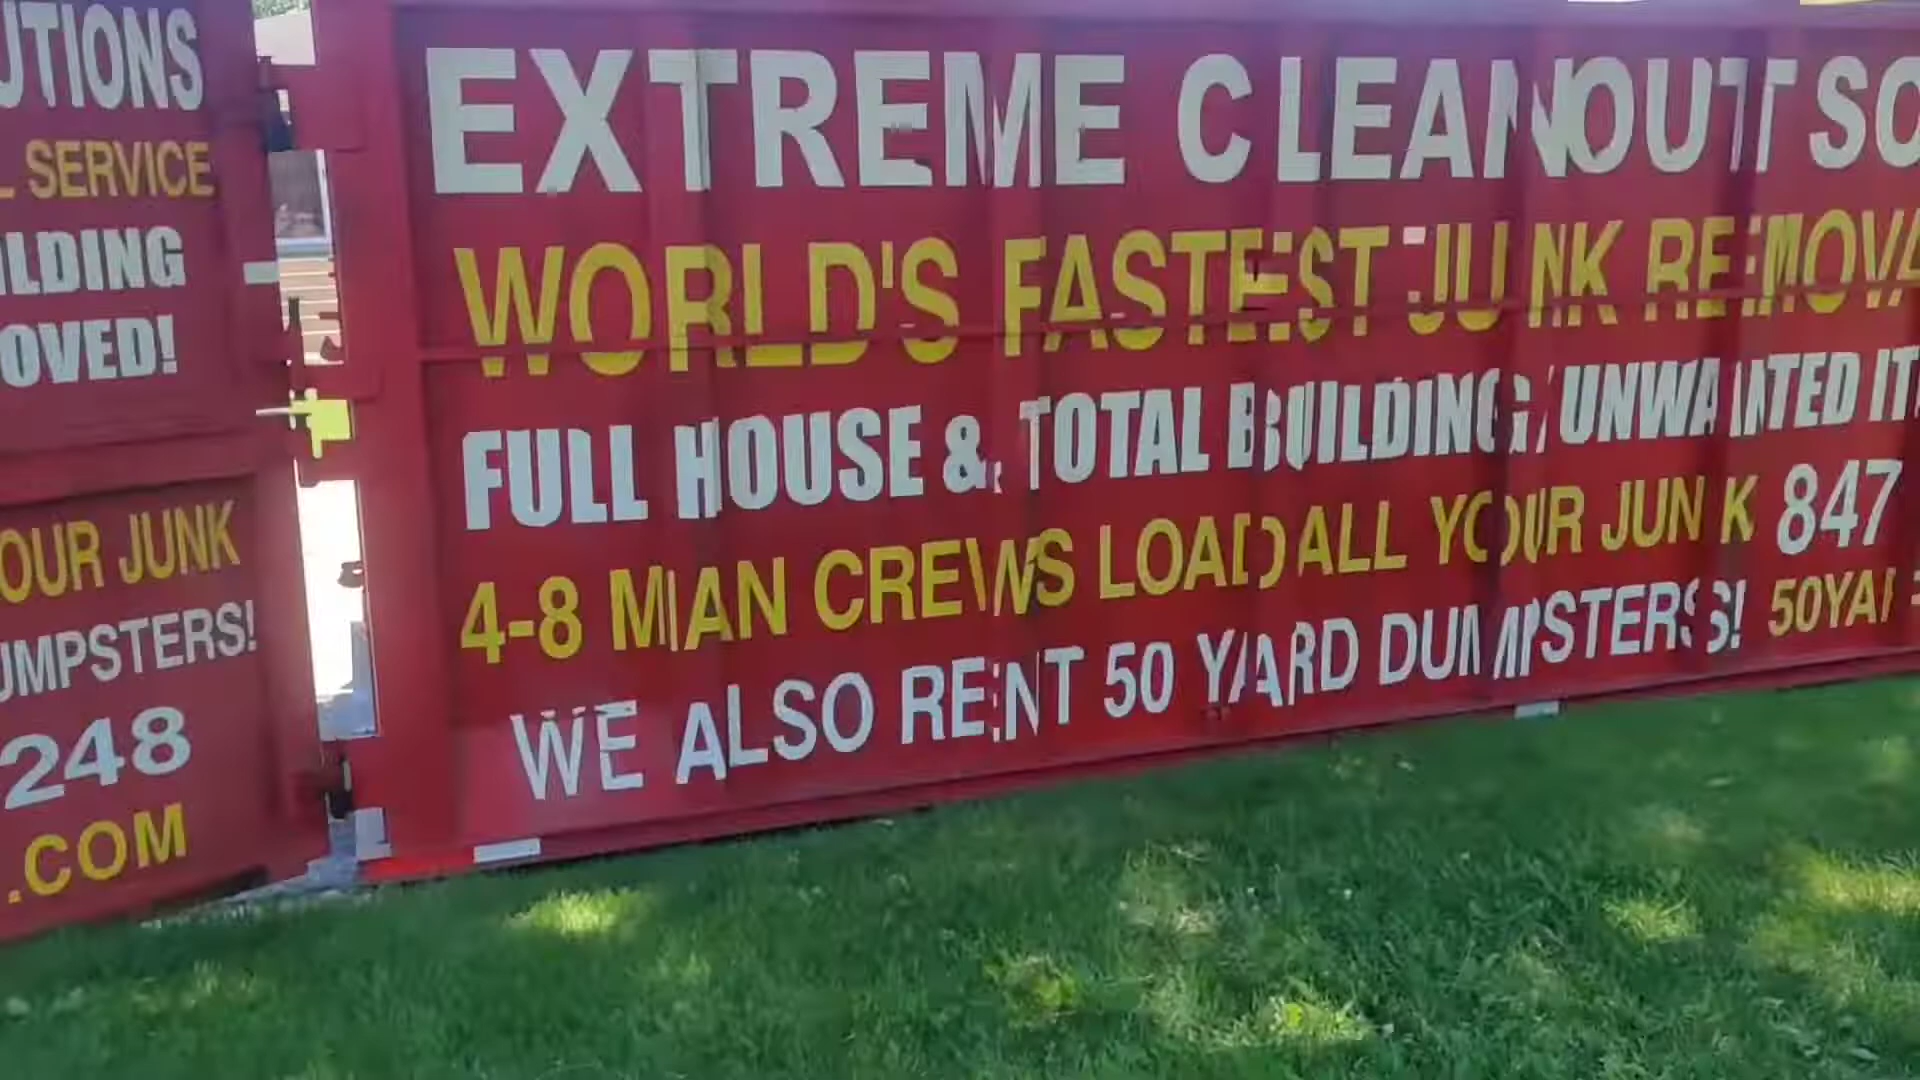 UTIONS
L SERVICE
ILDING
OVED!
OUR JUNK
UMPSTERS!
248
.COM
EXTREME CLEANOUT SO
WORLD'S FASTEST JUNK REMOVA
FULL HOUSE & TOTAL BUILDING/UNWANTED IT
4-8 MAN CREWS LOAD ALL YOUR JUNK 847
WE ALSO RENT 50 YARD DUMPSTERS! 50YA